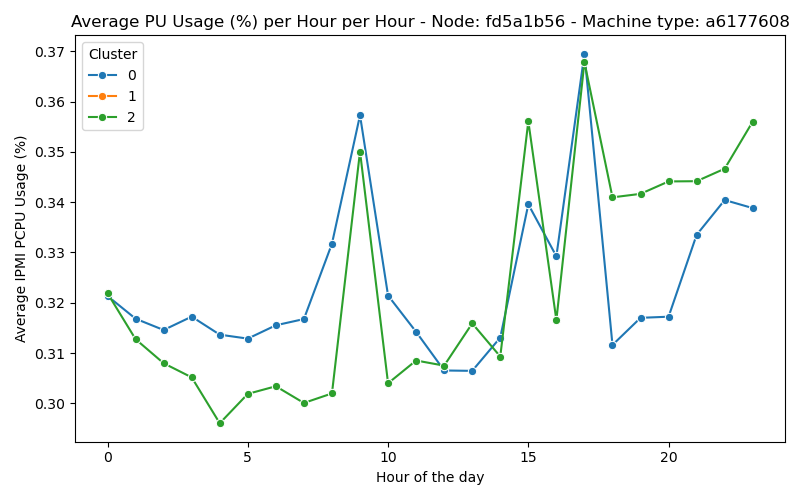 Average PU Usage (%) per Hour per Hour - Node: fd5a1b56 - Machine type: a6177608
Cluster
0
1
2
0.37
0.36
0.35
0.34
0.33
0.32
0.31
0.30
Average IPMI PCPU Usage (%)
0 5 10 15 20
Hour of the day